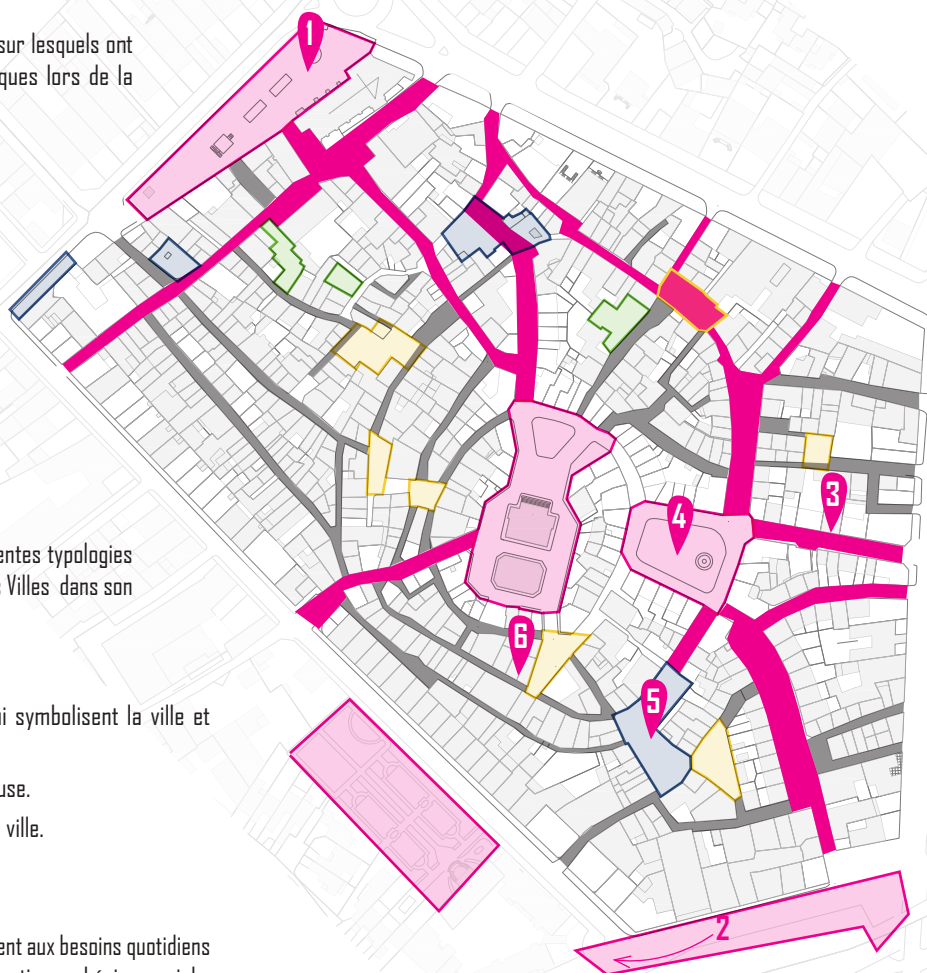 sur lesquels ont
ques lors de la
entes typologies
Villes dans son
symbolisent la ville et
use.
ville.
ent aux besoins quotidiens
1
2
3
4
5
6